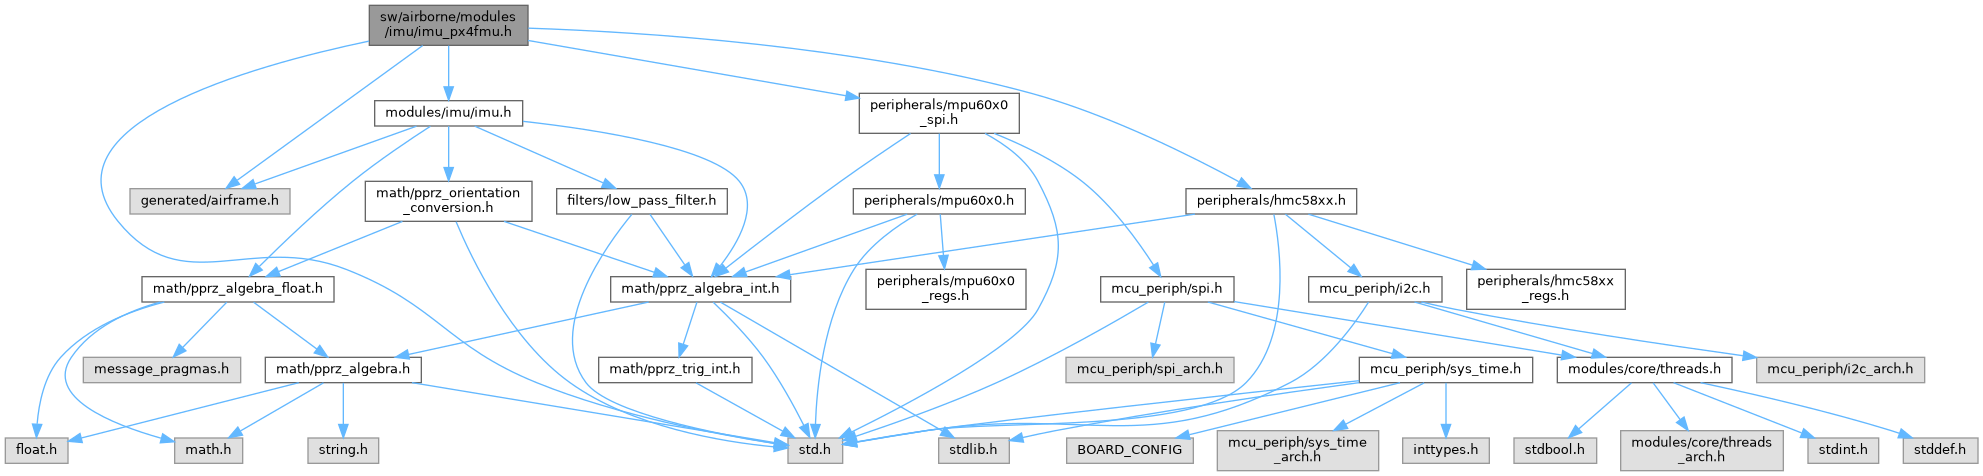 sw/airborne/modules
/imu/imu_px4fmu.h
modules/imu/imu.h
peripherals/mpu60x0
_spi.h
generated/airframe.h
math/pprz_orientation
_conversion.h
filters/low_pass_filter.h
peripherals/mpu60x0.h
peripherals/hmc58xx.h
math/pprz_algebra_float.h
math/pprz_algebra_int.h
peripherals/mpu60x0
_regs.h
mcu_periph/spi.h
mcu_periph/i2c.h
peripherals/hmc58xx
_regs.h
message_pragmas.h
math/pprz_algebra.h
math/pprz_trig_int.h
mcu_periph/spi_arch.h
mcu_periph/sys_time.h
modules/core/threads.h
mcu_periph/i2c_arch.h
float.h
math.h
string.h
std.h
stdlib.h
BOARD_CONFIG
mcu_periph/sys_time
_arch.h
inttypes.h
stdbool.h
modules/core/threads
_arch.h
stdint.h
stddef.h